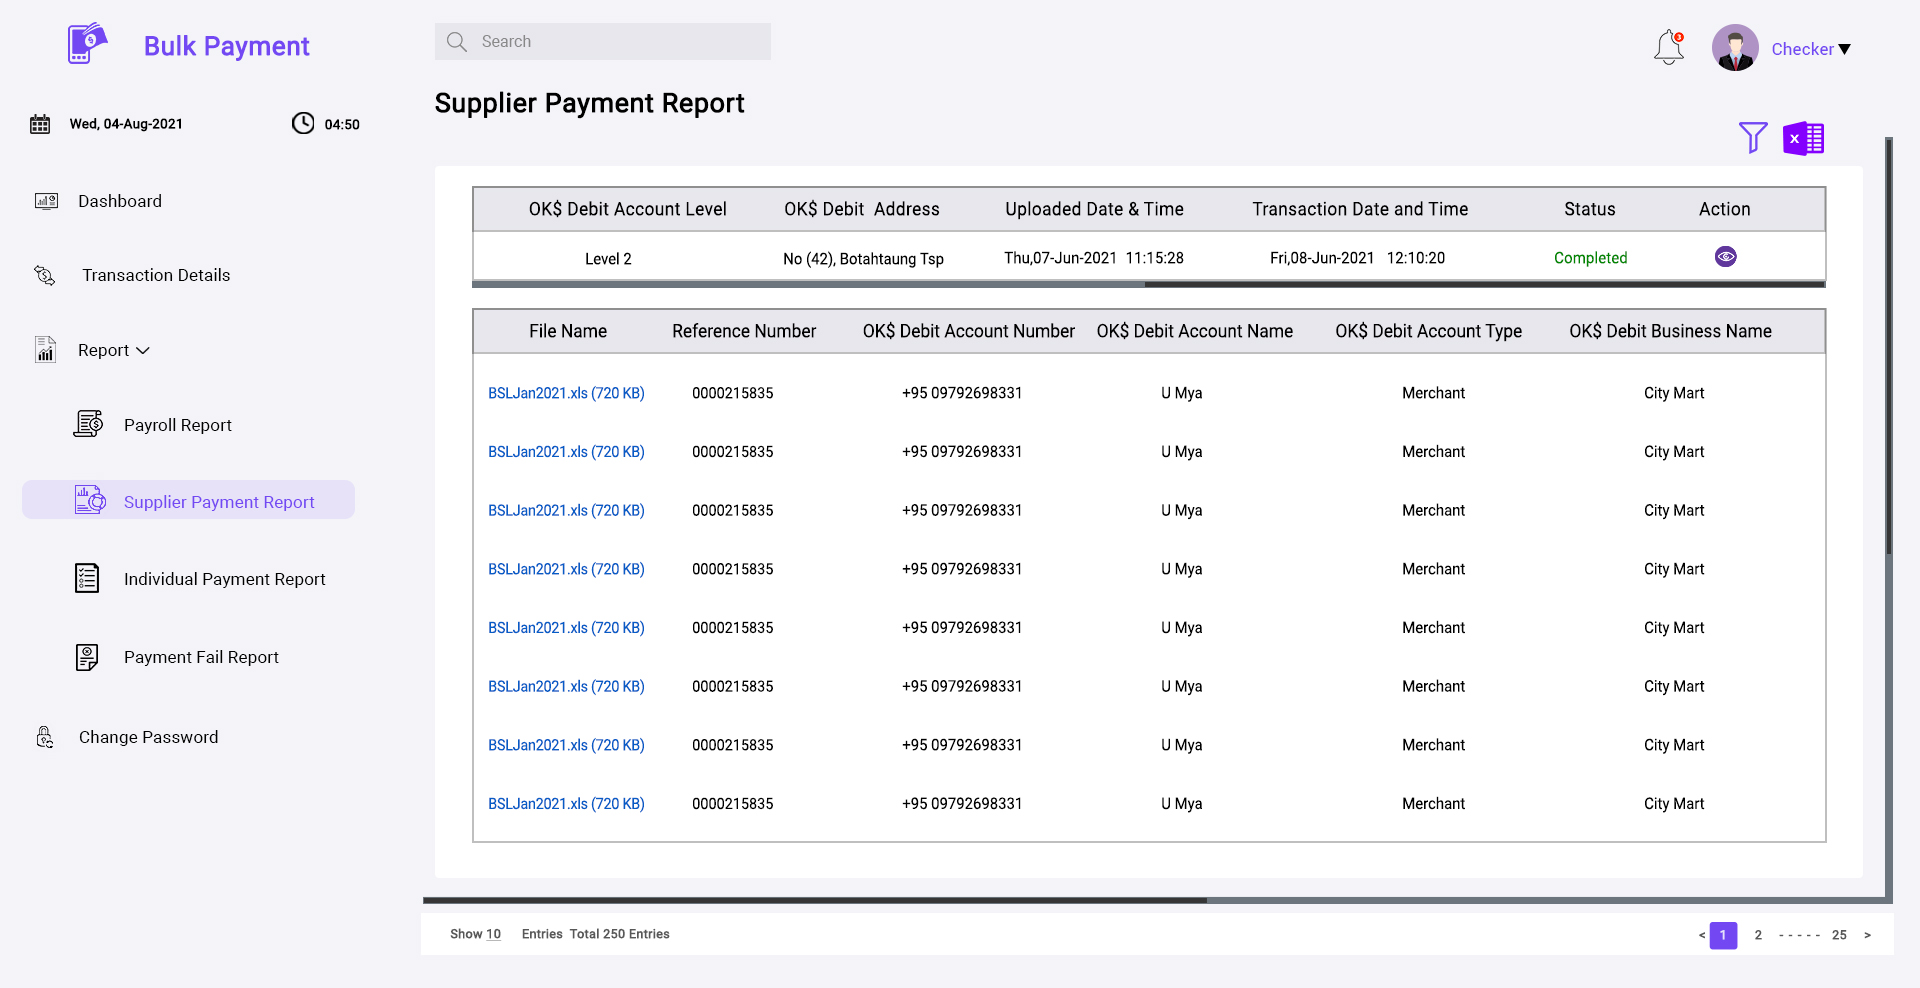 Bulk Payment
Search
3
Checker
Supplier Payment Report
Wed, 04-Aug-2021 04:50
Dashboard
Transaction Details
Report
Payroll Report
Supplier Payment Report
Individual Payment Report
Payment Fail Report
Change Password
X
OK$ Debit Account Level OK$ Debit Address Uploaded Date & Time Transaction Date and Time Status Action
Level 2 No (42), Botahtaung Tsp Thu,07-Jun-2021 11:15:28 Fri,08-Jun-2021 12:10:20 Completed
File Name Reference Number OK$ Debit Account Number OK$ Debit Account Name OK$ Debit Account Type OK$ Debit Business Name
BSLJan2021.xls (720 KB) 0000215835 +95 09792698331 U Mya Merchant City Mart
BSLJan2021.xls (720 KB) 0000215835 +95 09792698331 U Mya Merchant City Mart
BSLJan2021.xls (720 KB) 0000215835 +95 09792698331 U Mya Merchant City Mart
BSLJan2021.xls (720 KB) 0000215835 +95 09792698331 U Mya Merchant City Mart
BSLJan2021.xls (720 KB) 0000215835 +95 09792698331 U Mya Merchant City Mart
BSLJan2021.xls (720 KB) 0000215835 +95 09792698331 U Mya Merchant City Mart
BSLJan2021.xls (720 KB) 0000215835 +95 09792698331 U Mya Merchant City Mart
BSLJan2021.xls (720 KB) 0000215835 +95 09792698331 U Mya Merchant City Mart
Show 10 Entries Total 250 Entries
< 1 2 - - - - - 25 >